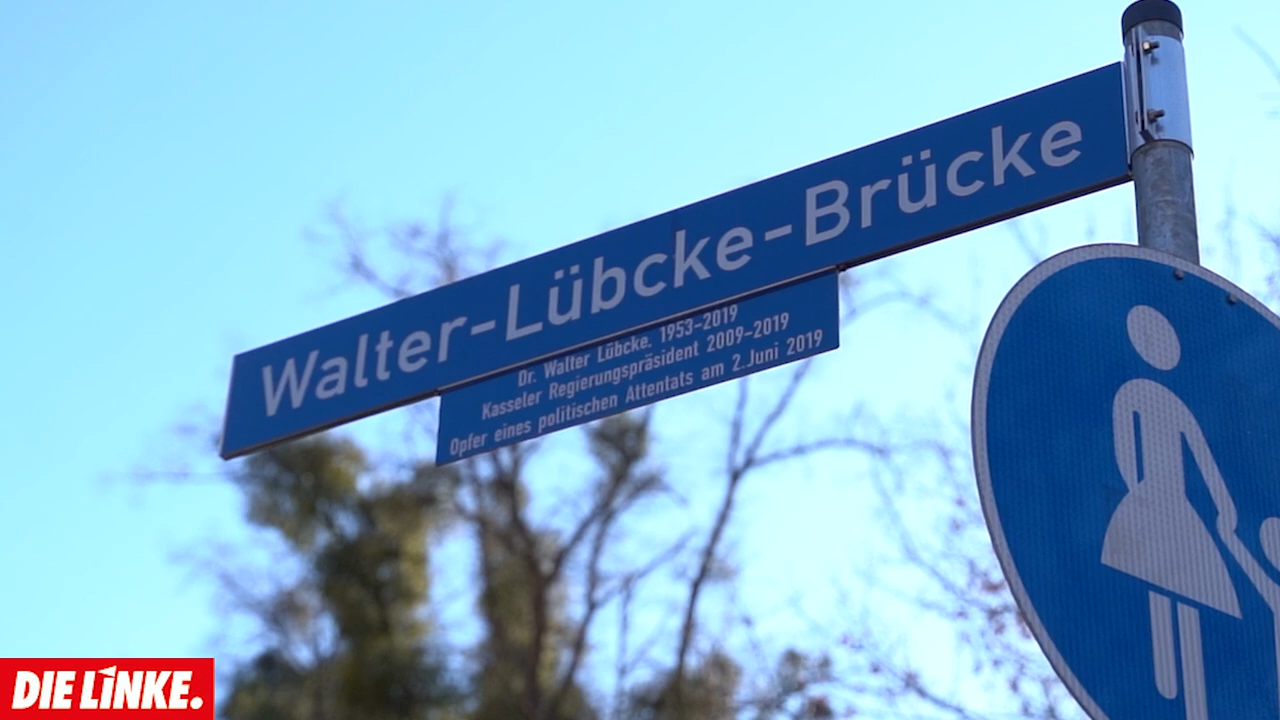 Walter-Lübcke-Brücke
Dr. Walter Lübcke. 1953-2019
Kasseler Regierungspräsident 2009-2019
Opfer eines politischen Attentats am 2.Juni 2019
DIE LINKE.